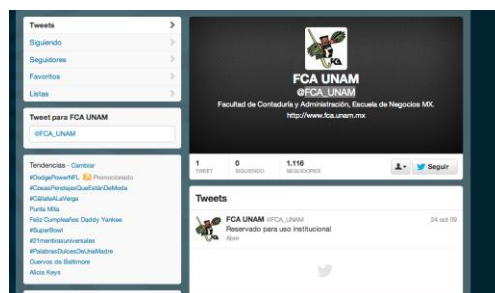 Tweets
Siguiendo
Seguidores
Favoritos
Listas
Tweet para FCA UNAM
@FCA_UNAM
Tendencias · Cambiar
#DodgePowerNFL Promocionado
#CosasPendejasQueEstánDeModa
#CállateALaVerga
Punta Mita
Feliz Cumpleaños Daddy Yankee
#SuperBowl
#21mentirasuniversales
#PalabrasDulcesDeUnaMadre
Cuervos de Baltimore
Alicia Keys
FCA
FCA UNAM
@FCA_UNAM
Facultad de Contaduría y Administración, Escuela de Negocios MX.
http://www.fca.unam.mx
1 TWEET
0 SIGUIENDO
1,116 SEGUIDORES
Seguir
Tweets
FCA UNAM @FCA_UNAM 24 oct 09
Reservado para uso institucional
Abrir